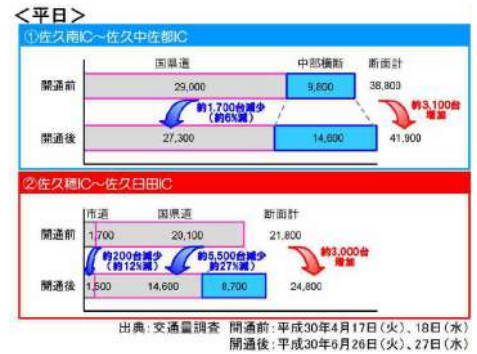 ＜平日＞
①佐久南IC～佐久中佐都IC
国県道 中部横断 断面計
開通前 29,000 9,800 38,800
約1,700台減少 約3,100台
（約6%減） 増加
開通後 27,300 14,600 41,900
②佐久穂IC～佐久臼田IC
市道 国県道 断面計
開通前 1,700 20,100 21,800
約200台減少 約5,500台減少 約3,000台
（約12%減） 約27%減） 増加
開通後 1,500 14,600 8,700 24,800
出典：交通量調査 開通前：平成30年4月17日（火）、18日（水）
開通後：平成30年6月26日（火）、27日（水）